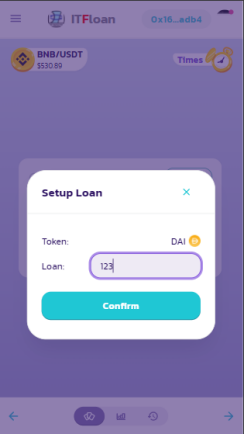 ITFloan
0x16...adb4
BNB/USDT
$530.89
Times
Setup Loan
Token:
DAI
Loan:
123
Confirm